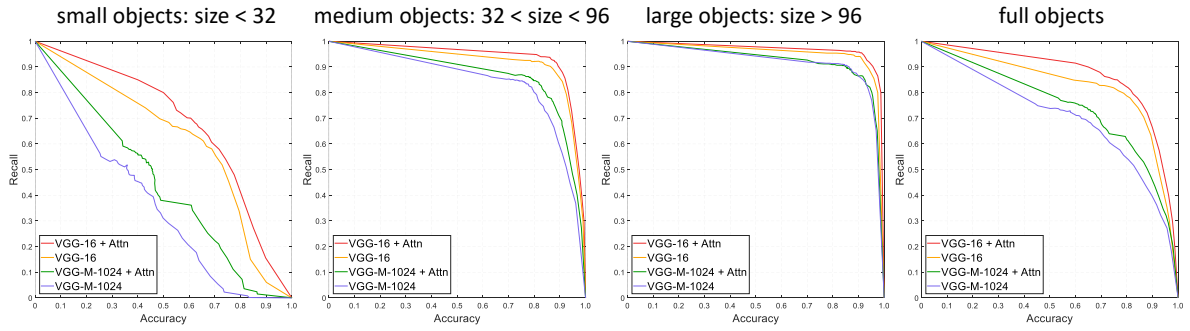 small objects: size < 32
medium objects: 32 < size < 96
large objects: size > 96
full objects
1
0.9
0.8
0.7
0.6
0.5
0.4
0.3
0.2
0.1
0
Recall
0 0.1 0.2 0.3 0.4 0.5 0.6 0.7 0.8 0.9 1.0
Accuracy
VGG-16 + Attn
VGG-16
VGG-M-1024 + Attn
VGG-M-1024
1
0.9
0.8
0.7
0.6
0.5
0.4
0.3
0.2
0.1
0
Recall
0 0.1 0.2 0.3 0.4 0.5 0.6 0.7 0.8 0.9 1.0
Accuracy
VGG-16 + Attn
VGG-16
VGG-M-1024 + Attn
VGG-M-1024
1
0.9
0.8
0.7
0.6
0.5
0.4
0.3
0.2
0.1
0
Recall
0 0.1 0.2 0.3 0.4 0.5 0.6 0.7 0.8 0.9 1.0
Accuracy
VGG-16 + Attn
VGG-16
VGG-M-1024 + Attn
VGG-M-1024
1
0.9
0.8
0.7
0.6
0.5
0.4
0.3
0.2
0.1
0
Recall
0 0.1 0.2 0.3 0.4 0.5 0.6 0.7 0.8 0.9 1.0
Accuracy
VGG-16 + Attn
VGG-16
VGG-M-1024 + Attn
VGG-M-1024